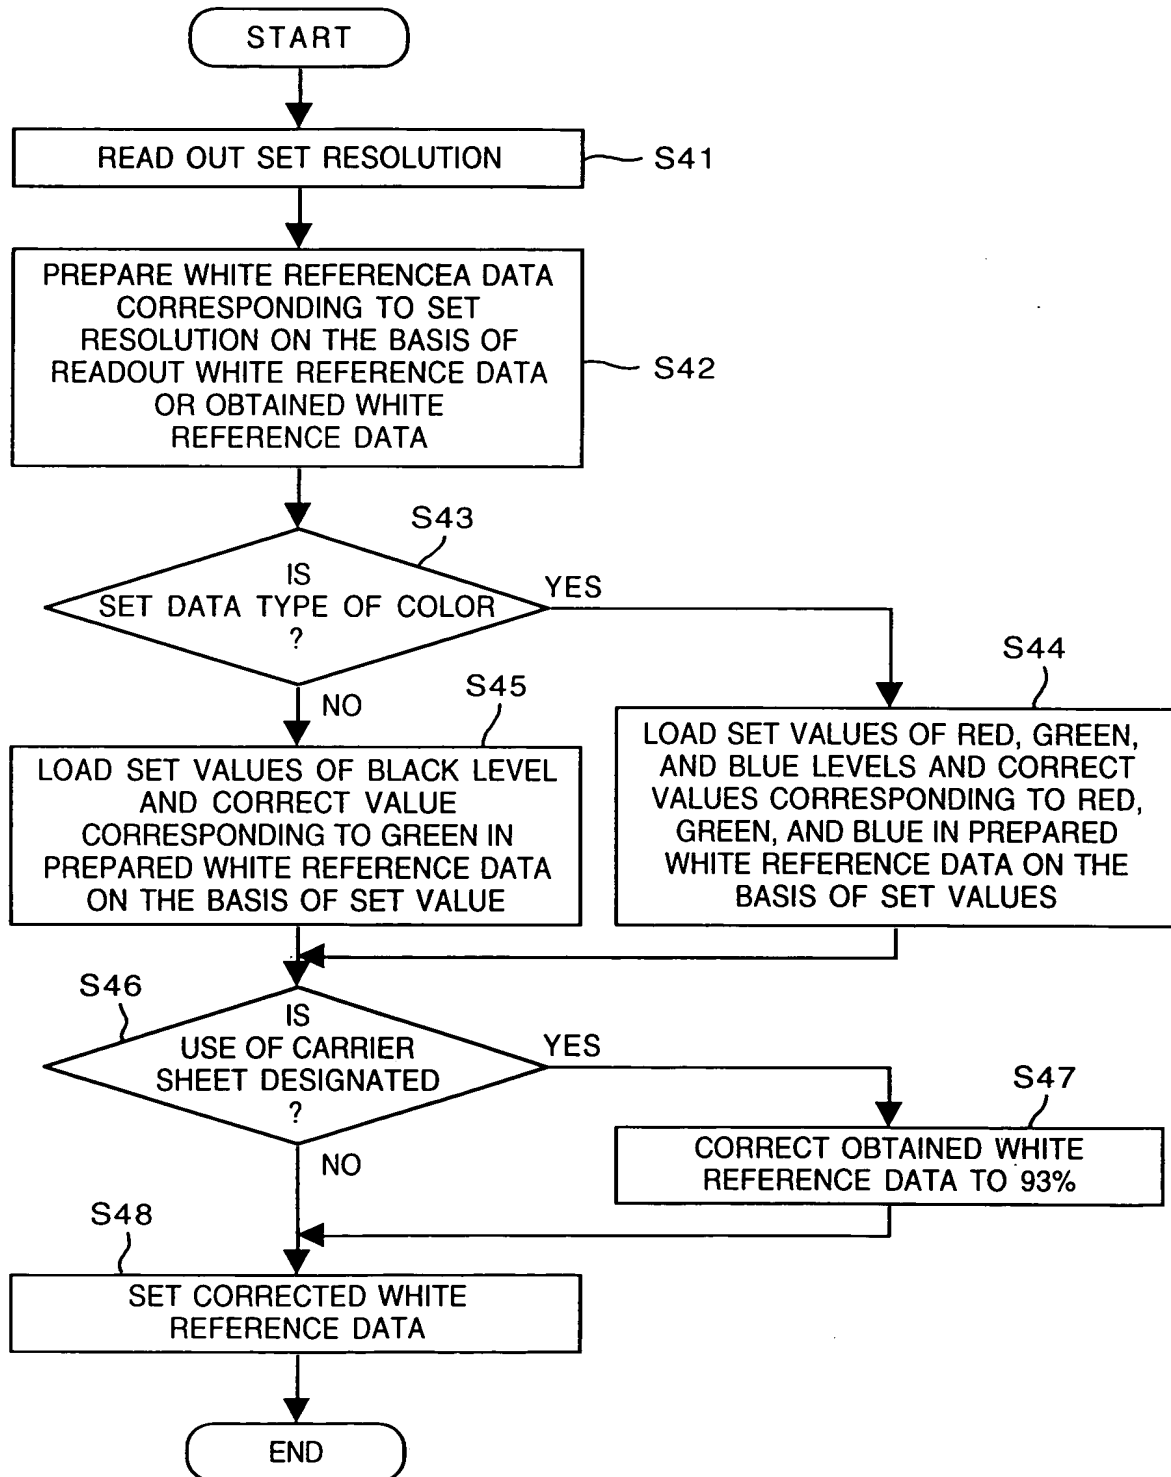 START
READ OUT SET RESOLUTION
S41
PREPARE WHITE REFERENCEA DATA
CORRESPONDING TO SET
RESOLUTION ON THE BASIS OF
READOUT WHITE REFERENCE DATA
OR OBTAINED WHITE
REFERENCE DATA
S42
S43
IS
SET DATA TYPE OF COLOR
?
YES
NO
S44
LOAD SET VALUES OF RED, GREEN,
AND BLUE LEVELS AND CORRECT
VALUES CORRESPONDING TO RED,
GREEN, AND BLUE IN PREPARED
WHITE REFERENCE DATA ON THE
BASIS OF SET VALUES
S45
LOAD SET VALUES OF BLACK LEVEL
AND CORRECT VALUE
CORRESPONDING TO GREEN IN
PREPARED WHITE REFERENCE DATA
ON THE BASIS OF SET VALUE
S46
IS
USE OF CARRIER
SHEET DESIGNATED
?
YES
NO
S47
CORRECT OBTAINED WHITE
REFERENCE DATA TO 93%
S48
SET CORRECTED WHITE
REFERENCE DATA
END